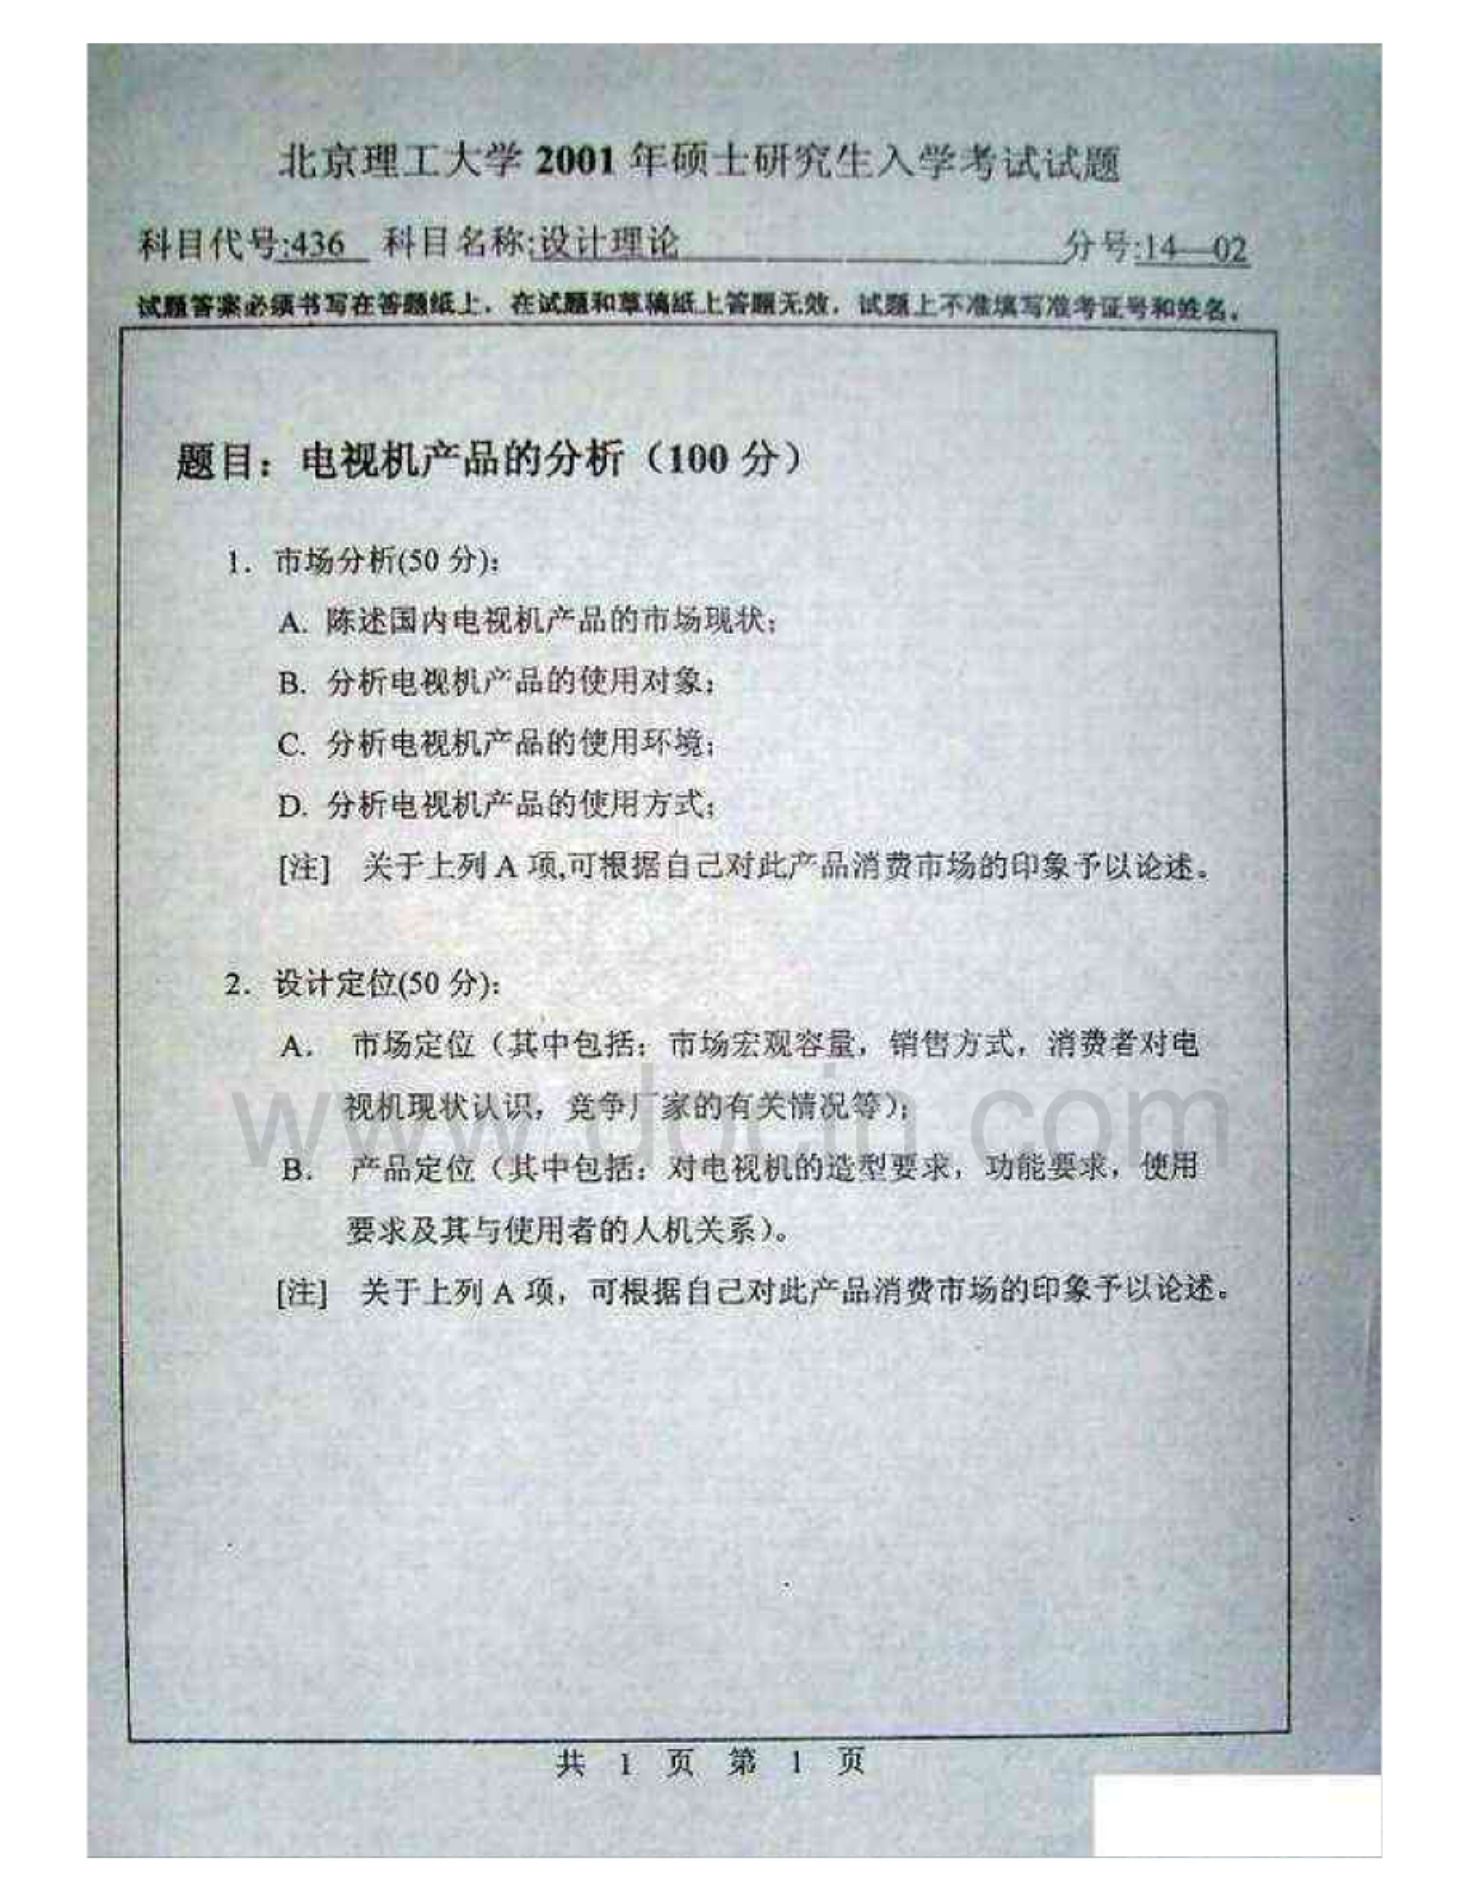 北京理工大学 2001 年硕士研究生入学考试试题
科目代号:436 科目名称:设计理论 分号:14—02
试题答案必须书写在答题纸上，在试题和草稿纸上答题无效，试题上不准填写准考证号和姓名。
题目：电视机产品的分析（100 分）
1．市场分析(50 分)：
A. 陈述国内电视机产品的市场现状；
B. 分析电视机产品的使用对象；
C. 分析电视机产品的使用环境；
D. 分析电视机产品的使用方式；
[注] 关于上列 A 项,可根据自己对此产品消费市场的印象予以论述。
2．设计定位(50 分)：
A． 市场定位（其中包括：市场宏观容量，销售方式，消费者对电
视机现状认识，竞争厂家的有关情况等)；
www.docin.com
B． 产品定位（其中包括：对电视机的造型要求，功能要求，使用
要求及其与使用者的人机关系)。
[注] 关于上列 A 项，可根据自己对此产品消费市场的印象予以论述。
共 1 页 第 1 页